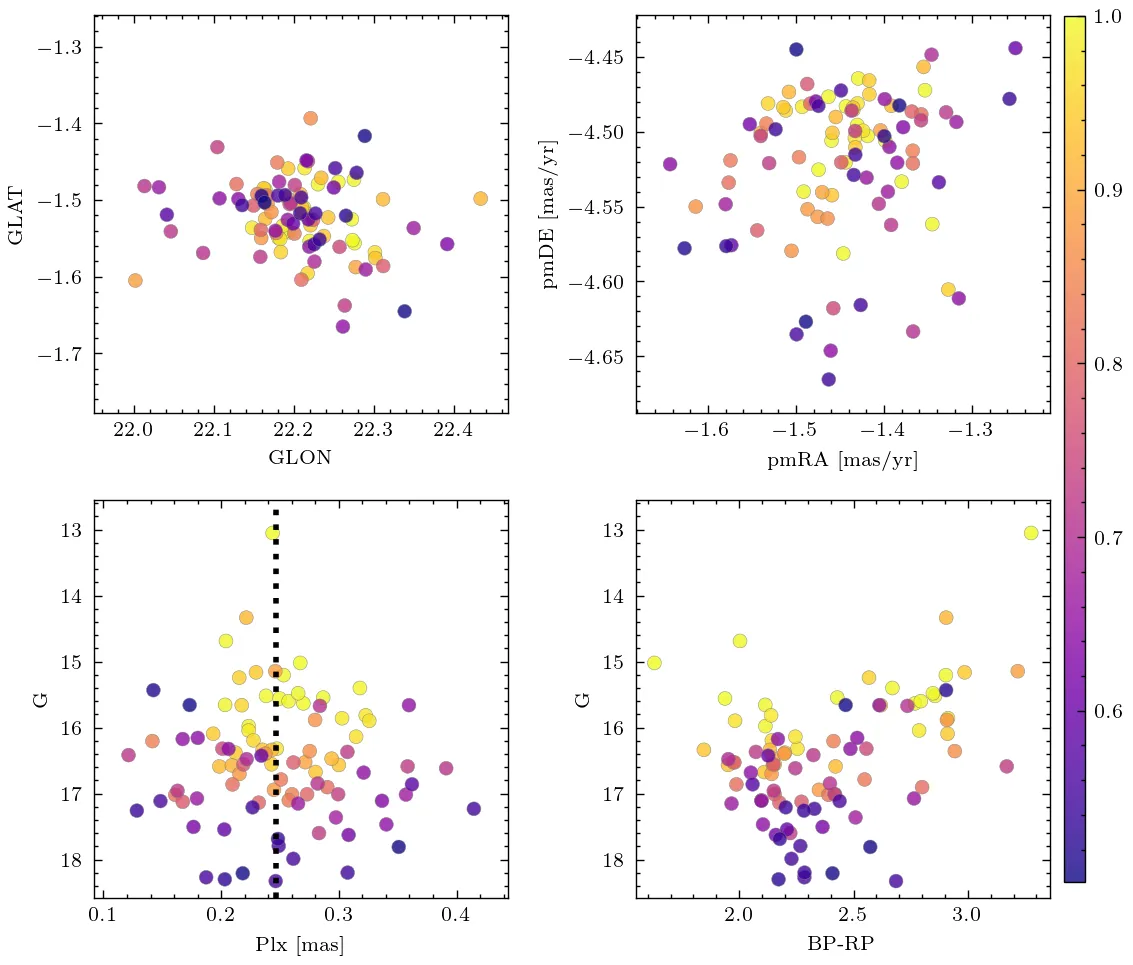 −1.3
−1.4
−1.5
−1.6
−1.7
GLAT
22.0 22.1 22.2 22.3 22.4
GLON
−4.45
−4.50
−4.55
−4.60
−4.65
pmDE [mas/yr]
−1.6 −1.5 −1.4 −1.3
pmRA [mas/yr]
13
14
15
16
17
18
G
0.1 0.2 0.3 0.4
Plx [mas]
13
14
15
16
17
18
G
2.0 2.5 3.0
BP-RP
1.0
0.9
0.8
0.7
0.6